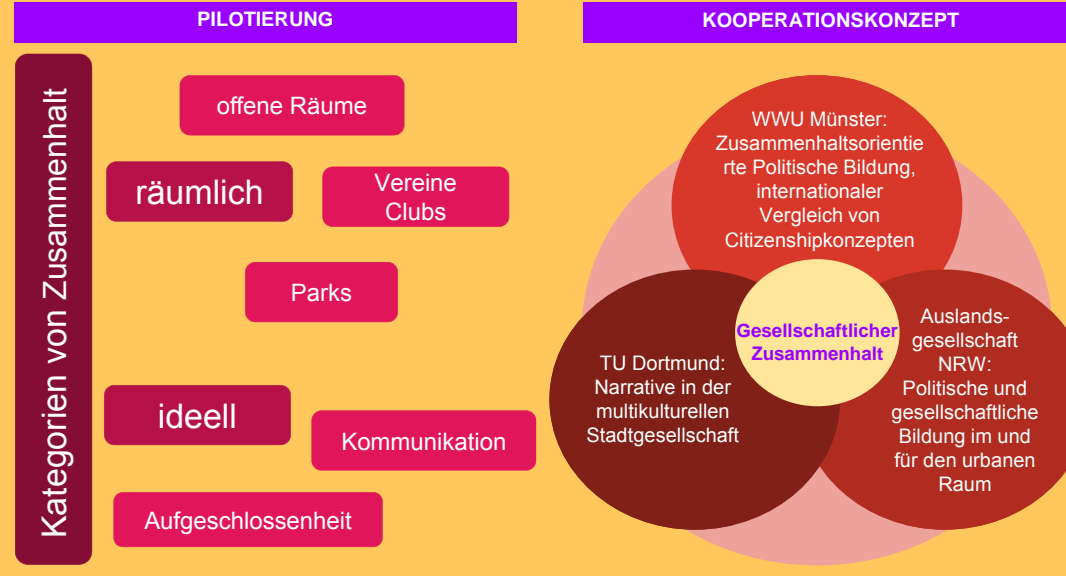 PILOTIERUNG
Kategorien von Zusammenhalt
offene Räume
räumlich
Vereine
Clubs
Parks
ideell
Kommunikation
Aufgeschlossenheit
KOOPERATIONSKONZEPT
WWU Münster:
Zusammenhaltsorientie
rte Politische Bildung,
internationaler
Vergleich von
Citizenshipkonzepten
Gesellschaftlicher
Zusammenhalt
TU Dortmund:
Narrative in der
multikulturellen
Stadtgesellschaft
Auslands-
gesellschaft
NRW:
Politische und
gesellschaftliche
Bildung im und
für den urbanen
Raum